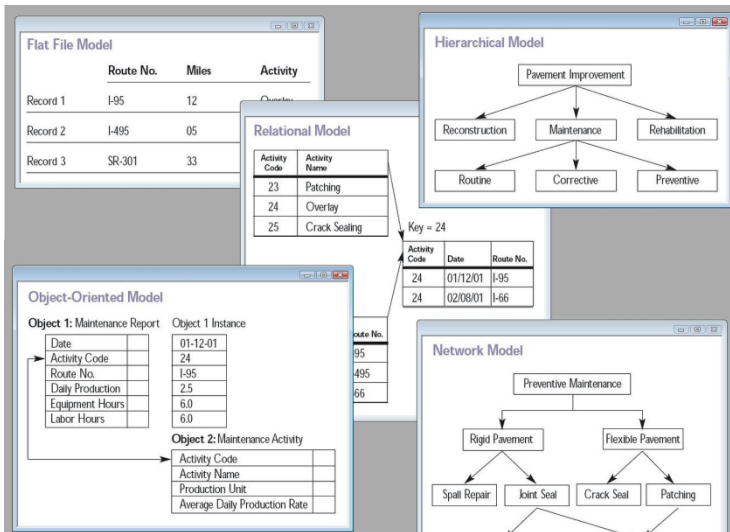 Flat File Model
Route No. Miles Activity
Record 1 I-95 12 Overlay
Record 2 I-495 05
Record 3 SR-301 33
Relational Model
Activity Code Activity Name
23 Patching
24 Overlay
25 Crack Sealing
Key = 24
Activity Code Date Route No.
24 01/12/01 I-95
24 02/08/01 I-66
oute No.
95
495
66
Hierarchical Model
Pavement Improvement
Reconstruction Maintenance Rehabilitation
Routine Corrective Preventive
Object-Oriented Model
Object 1: Maintenance Report Object 1 Instance
Date 01-12-01
Activity Code 24
Route No. I-95
Daily Production 2.5
Equipment Hours 6.0
Labor Hours 6.0
Object 2: Maintenance Activity
Activity Code
Activity Name
Production Unit
Average Daily Production Rate
Network Model
Preventive Maintenance
Rigid Pavement Flexible Pavement
Spall Repair Joint Seal Crack Seal Patching